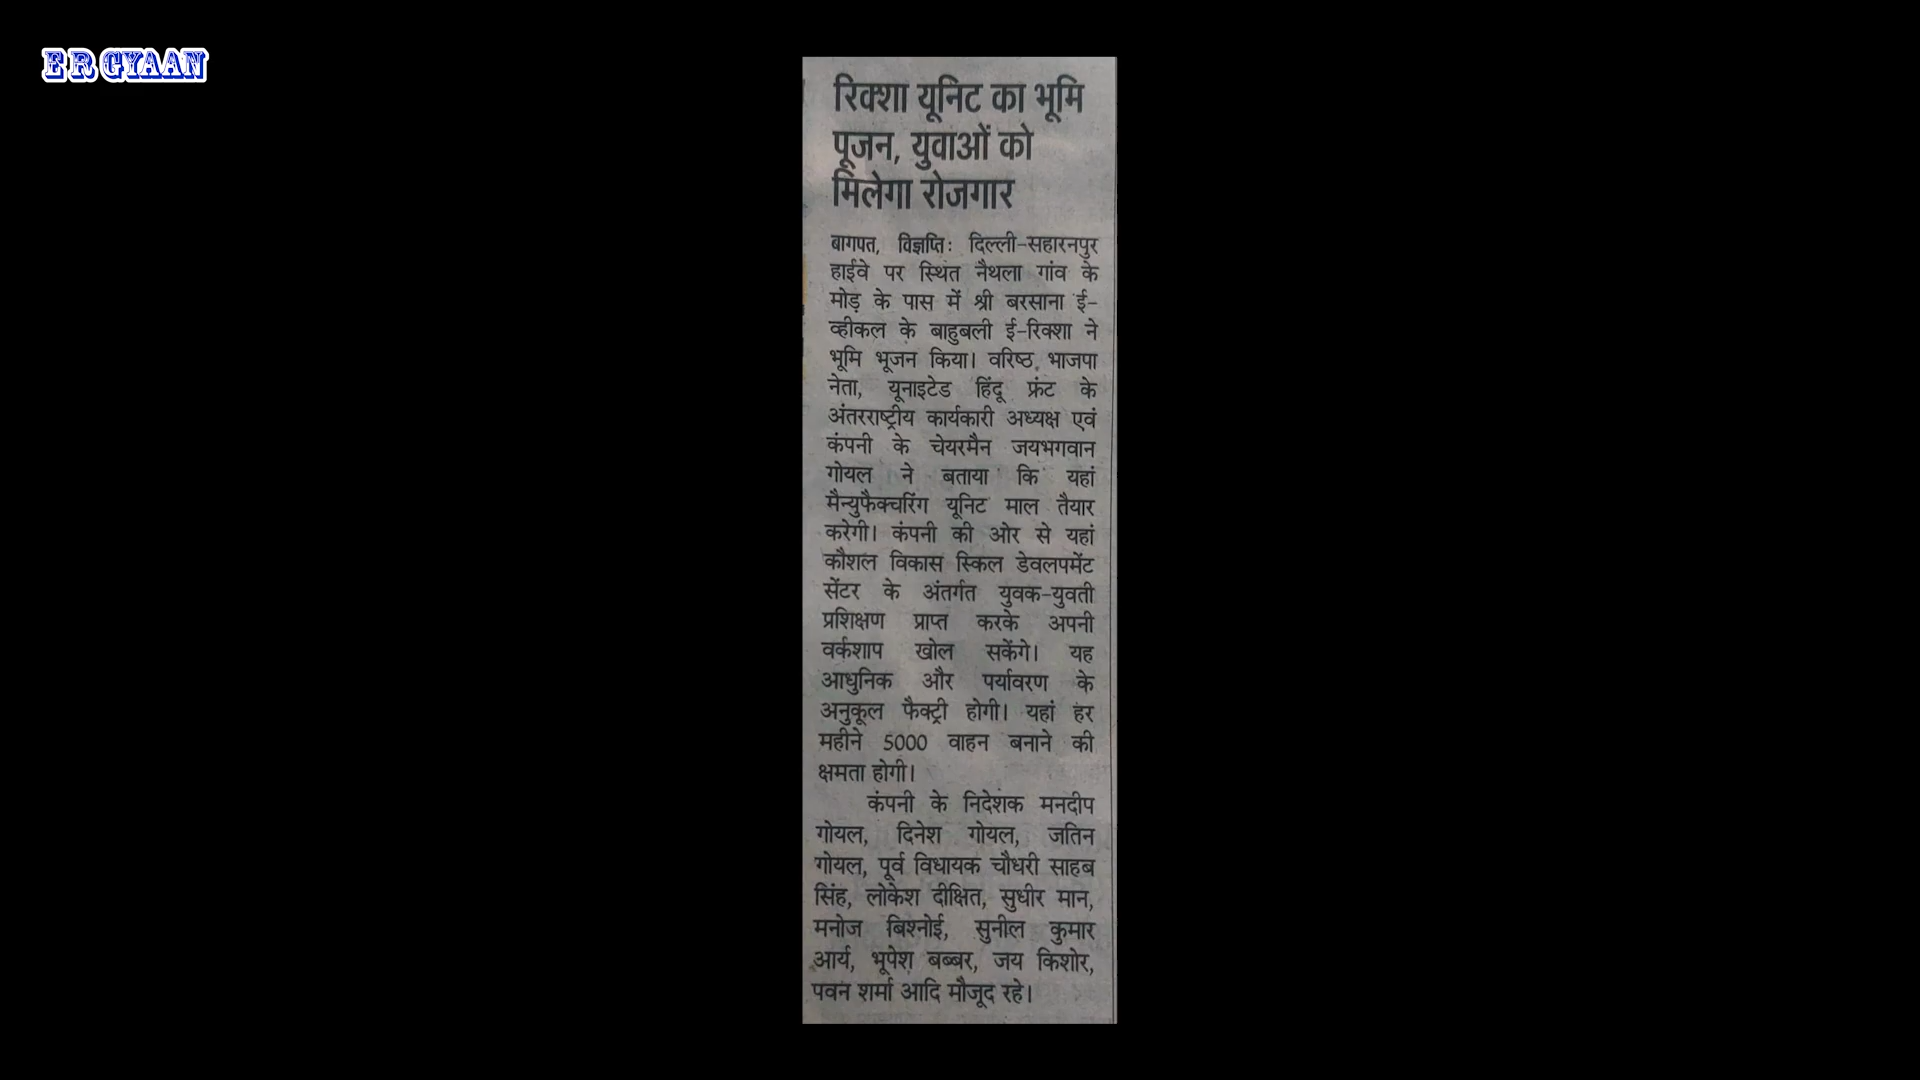 E R GYAAN
रिक्शा यूनिट का भूमि
पूजन, युवाओं को
मिलेगा रोजगार
बागपत, विज्ञप्ति: दिल्ली-सहारनपुर
हाईवे पर स्थित नैथला गांव के
मोड़ के पास में श्री बरसाना ई-
व्हीकल के बाहुबली ई-रिक्शा ने
भूमि भूजन किया। वरिष्ठ भाजपा
नेता, यूनाइटेड हिंदू फ्रंट के
अंतरराष्ट्रीय कार्यकारी अध्यक्ष एवं
कंपनी के चेयरमैन जयभगवान
गोयल ने बताया कि यहां
मैन्युफैक्चरिंग यूनिट माल तैयार
करेगी। कंपनी की ओर से यहां
कौशल विकास स्किल डेवलपमेंट
सेंटर के अंतर्गत युवक-युवती
प्रशिक्षण प्राप्त करके अपनी
वर्कशाप खोल सकेंगे। यह
आधुनिक और पर्यावरण के
अनुकूल फैक्ट्री होगी। यहां हर
महीने 5000 वाहन बनाने की
क्षमता होगी।
कंपनी के निदेशक मनदीप
गोयल, दिनेश गोयल, जतिन
गोयल, पूर्व विधायक चौधरी साहब
सिंह, लोकेश दीक्षित, सुधीर मान,
मनोज बिश्नोई, सुनील कुमार
आर्य, भूपेश बब्बर, जय किशोर,
पवन शर्मा आदि मौजूद रहे।